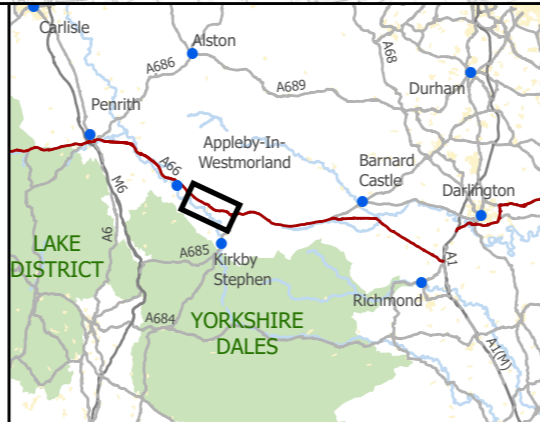 Carlisle
Alston
A68
A686
A689
Durham
Penrith
Appleby-In-
Westmorland
A66
Barnard
Castle
Darlington
M6
A6
LAKE
DISTRICT
A685
Kirkby
Stephen
A1
Richmond
A684
YORKSHIRE
DALES
A1(M)